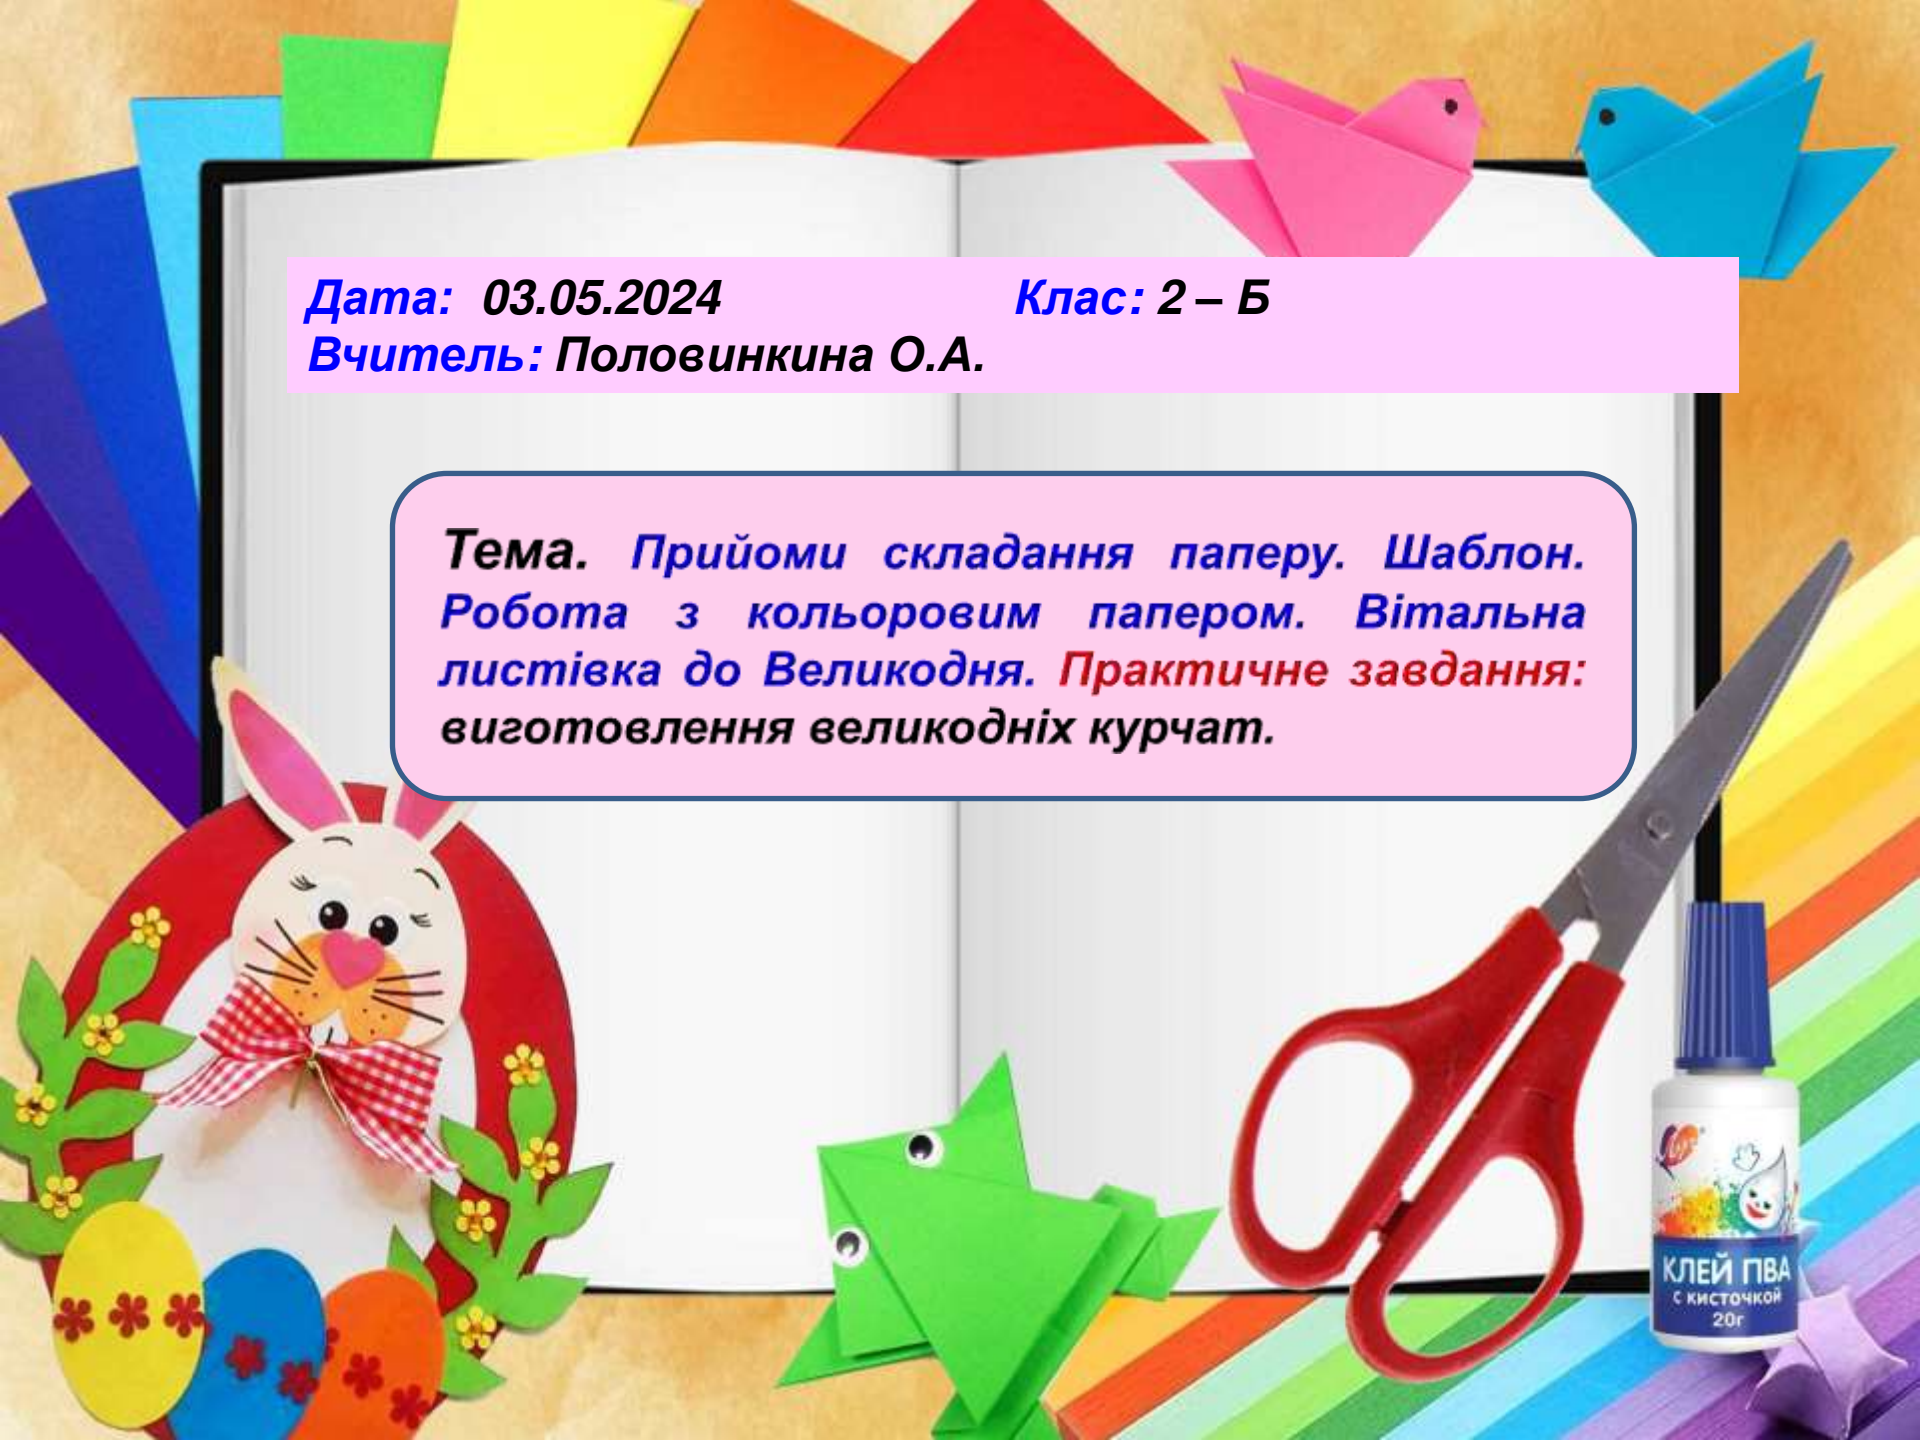 Дата: 03.05.2024 Клас: 2 – Б
Вчитель: Половинкина О.А.
Тема. Прийоми складання паперу. Шаблон.
Робота з кольоровим папером. Вітальна
листівка до Великодня. Практичне завдання:
виготовлення великодніх курчат.
КЛЕЙ ПВА
с кисточкой
20г